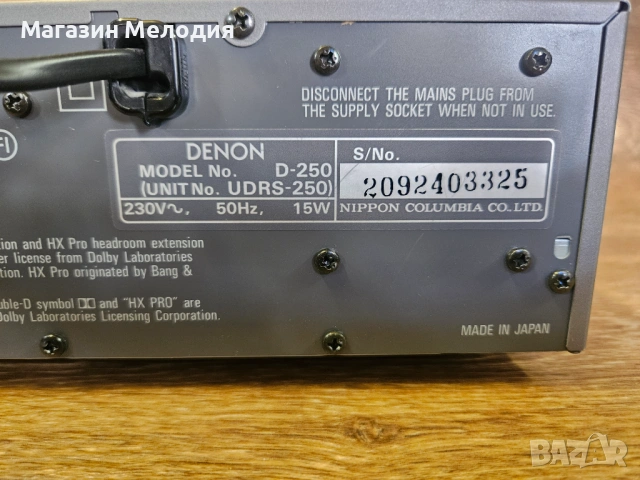 Магазин Мелодия
DISCONNECT THE MAINS PLUG FROM
THE SUPPLY SOCKET WHEN NOT IN USE.
FI
DENON
MODEL No. D-250
(UNIT No. UDRS-250)
230V~, 50Hz, 15W
S/No.
2092403325
NIPPON COLUMBIA CO.,LTD.
tion and HX Pro headroom extension
er license from Dolby Laboratories
tion. HX Pro originated by Bang &
uble-D symbol and "HX PRO" are
Dolby Laboratories Licensing Corporation.
MADE IN JAPAN
BAZAR